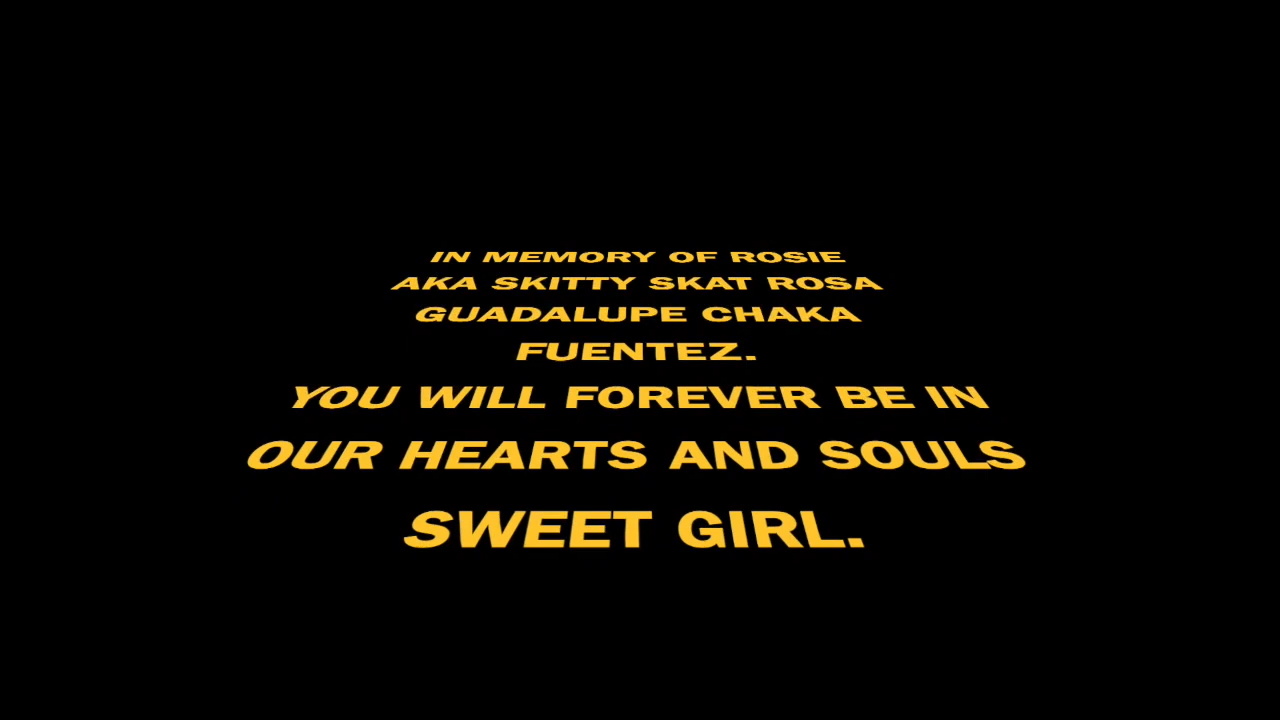 IN MEMORY OF ROSIE
AKA SKITTY SKAT ROSA
GUADALUPE CHAKA
FUENTEZ.
YOU WILL FOREVER BE IN
OUR HEARTS AND SOULS
SWEET GIRL.